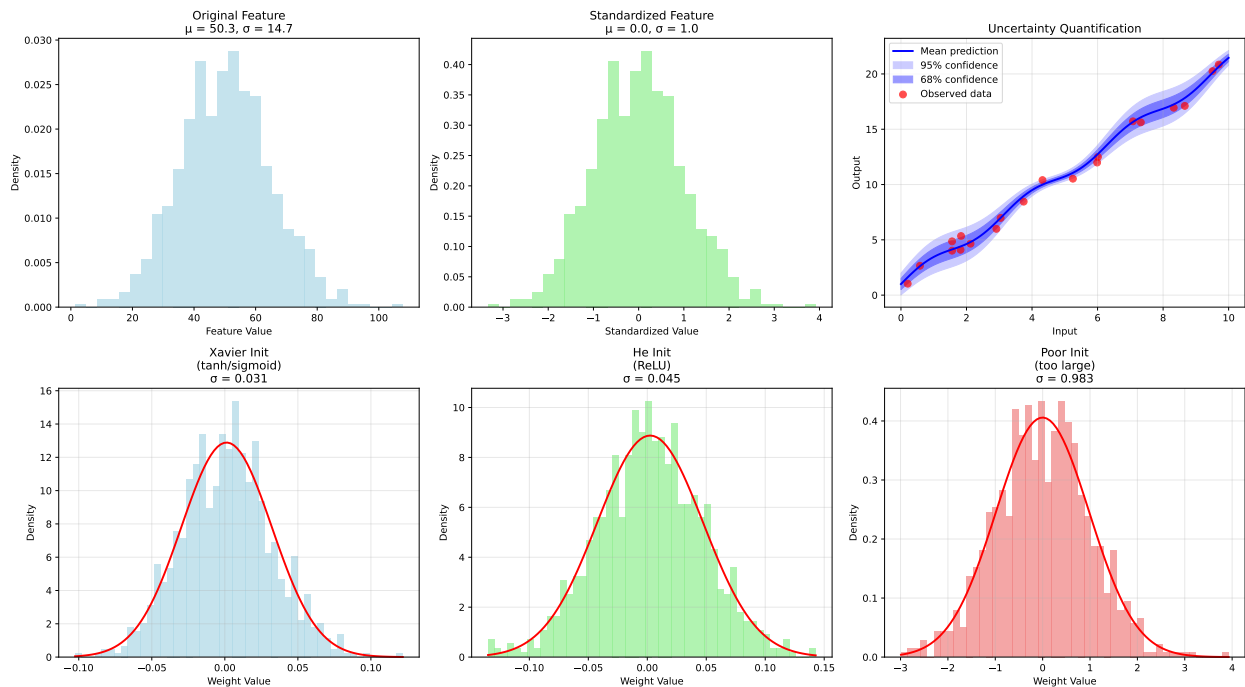 Original Feature
μ = 50.3, σ = 14.7
0.030
0.025
0.020
0.015
0.010
0.005
0.000
Density
0
20
40
60
80
100
Feature Value
Standardized Feature
μ = 0.0, σ = 1.0
0.40
0.35
0.30
0.25
0.20
0.15
0.10
0.05
0.00
Density
−3
−2
−1
0
1
2
3
4
Standardized Value
Uncertainty Quantification
Mean prediction
95% confidence
68% confidence
Observed data
20
15
10
5
0
Output
0
2
4
6
8
10
Input
Xavier Init
(tanh/sigmoid)
σ = 0.031
16
14
12
10
8
6
4
2
0
Density
−0.10
−0.05
0.00
0.05
0.10
Weight Value
He Init
(ReLU)
σ = 0.045
10
8
6
4
2
0
Density
−0.10
−0.05
0.00
0.05
0.10
0.15
Weight Value
Poor Init
(too large)
σ = 0.983
0.4
0.3
0.2
0.1
0.0
Density
−3
−2
−1
0
1
2
3
4
Weight Value